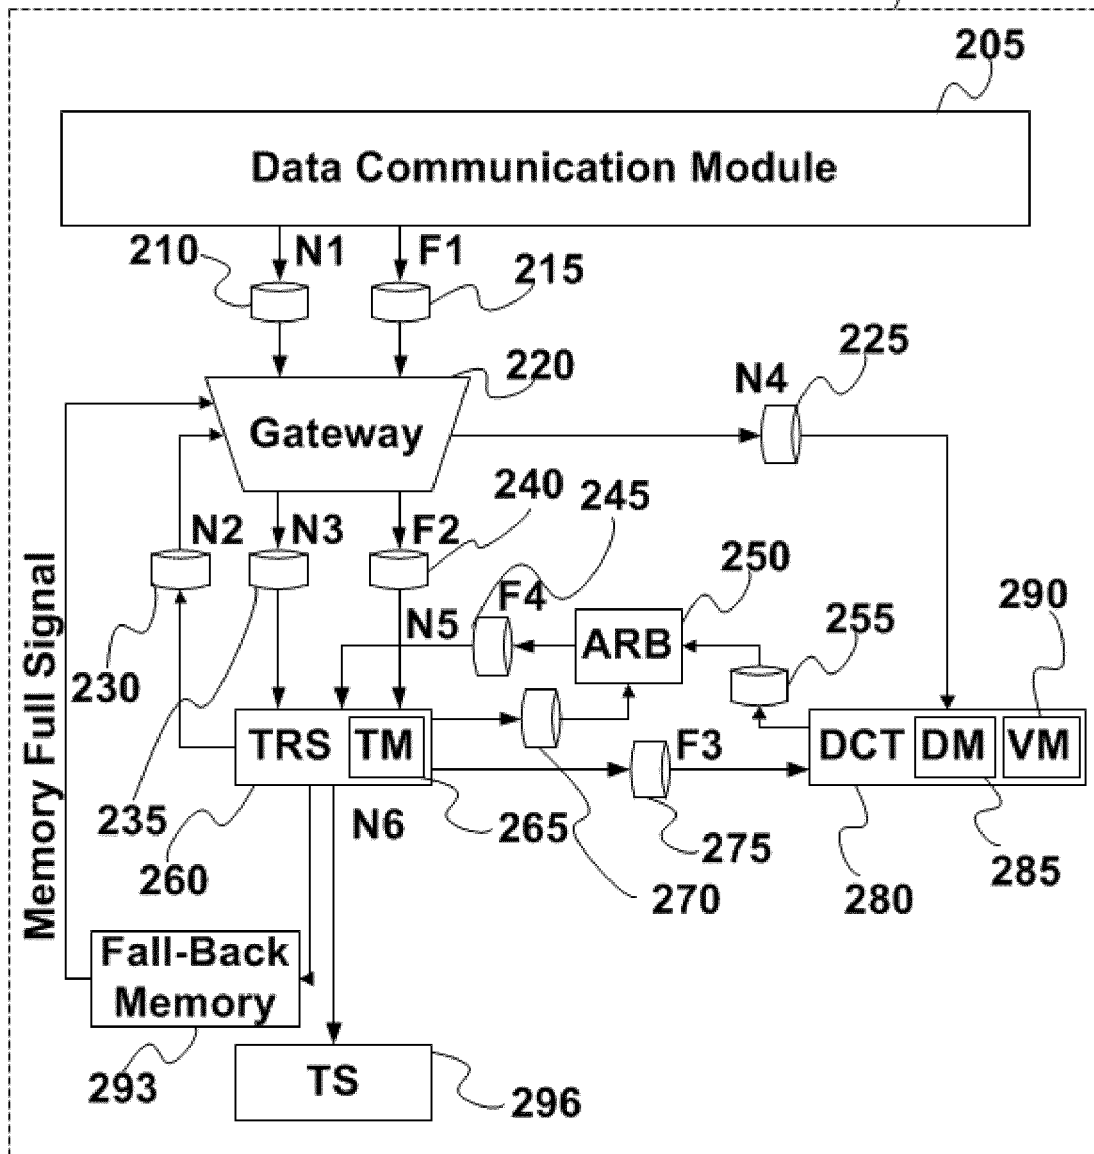 205
Data Communication Module
210
N1
F1
215
220
225
N4
Gateway
240
245
N2
N3
F2
250
290
F4
255
N5
ARB
230
Memory Full Signal
TRS
TM
F3
DCT
DM
VM
235
N6
265
275
260
270
280
285
Fall-Back
Memory
293
TS
296